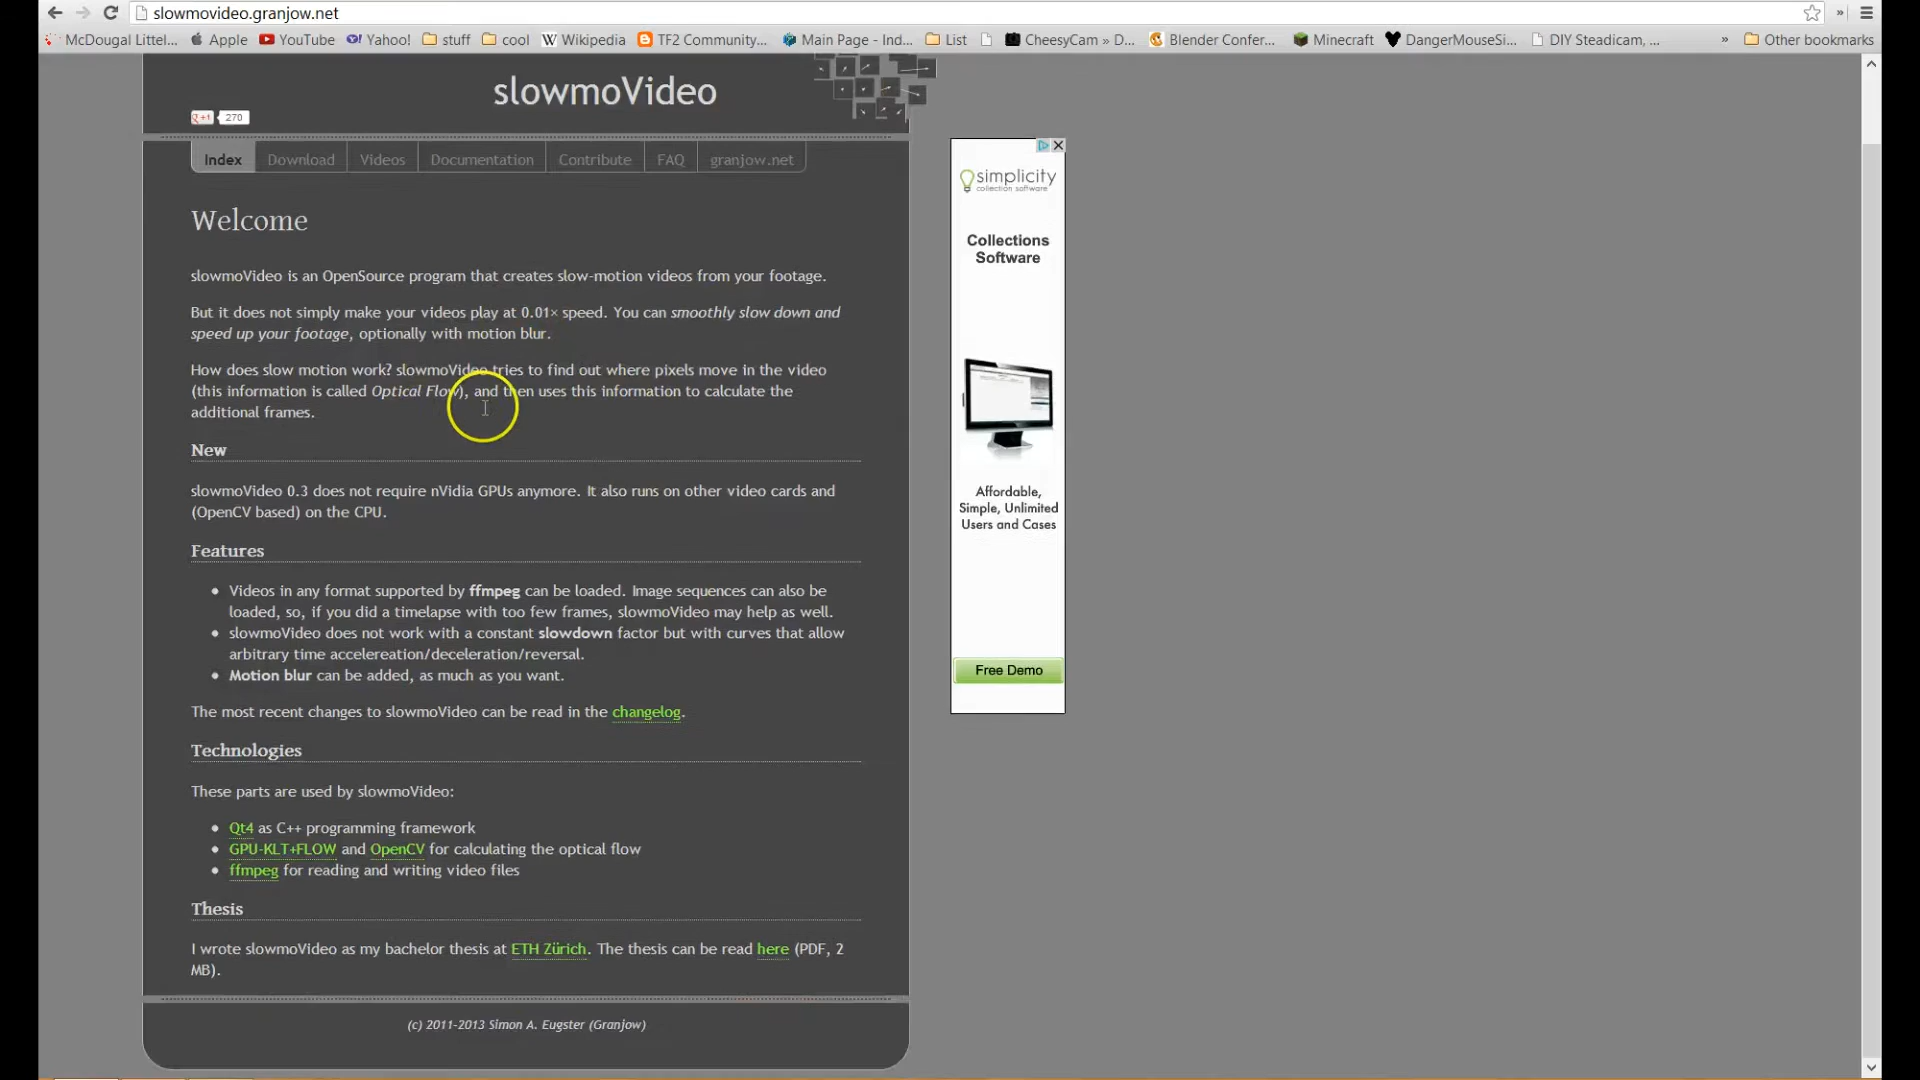 slowmovideo.granjow.net
McDougal Littel... Apple YouTube Yahoo! stuff cool Wikipedia TF2 Community... Main Page - Ind... List CheesyCam » D... Blender Confer... Minecraft DangerMouseSi... DIY Steadicam, ... » Other bookmarks
slowmoVideo
+1 270
Index Download Videos Documentation Contribute FAQ granjow.net
Welcome
slowmoVideo is an OpenSource program that creates slow-motion videos from your footage.
But it does not simply make your videos play at 0.01× speed. You can smoothly slow down and
speed up your footage, optionally with motion blur.
How does slow motion work? slowmoVideo tries to find out where pixels move in the video
(this information is called Optical Flow), and then uses this information to calculate the
additional frames.
New
slowmoVideo 0.3 does not require nVidia GPUs anymore. It also runs on other video cards and
(OpenCV based) on the CPU.
Features
• Videos in any format supported by ffmpeg can be loaded. Image sequences can also be
loaded, so, if you did a timelapse with too few frames, slowmoVideo may help as well.
• slowmoVideo does not work with a constant slowdown factor but with curves that allow
arbitrary time accelereation/deceleration/reversal.
• Motion blur can be added, as much as you want.
The most recent changes to slowmoVideo can be read in the changelog.
Technologies
These parts are used by slowmoVideo:
• Qt4 as C++ programming framework
• GPU-KLT+FLOW and OpenCV for calculating the optical flow
• ffmpeg for reading and writing video files
Thesis
I wrote slowmoVideo as my bachelor thesis at ETH Zürich. The thesis can be read here (PDF, 2
MB).
(c) 2011-2013 Simon A. Eugster (Granjow)
simplicity
collection software
Collections
Software
Affordable,
Simple, Unlimited
Users and Cases
Free Demo